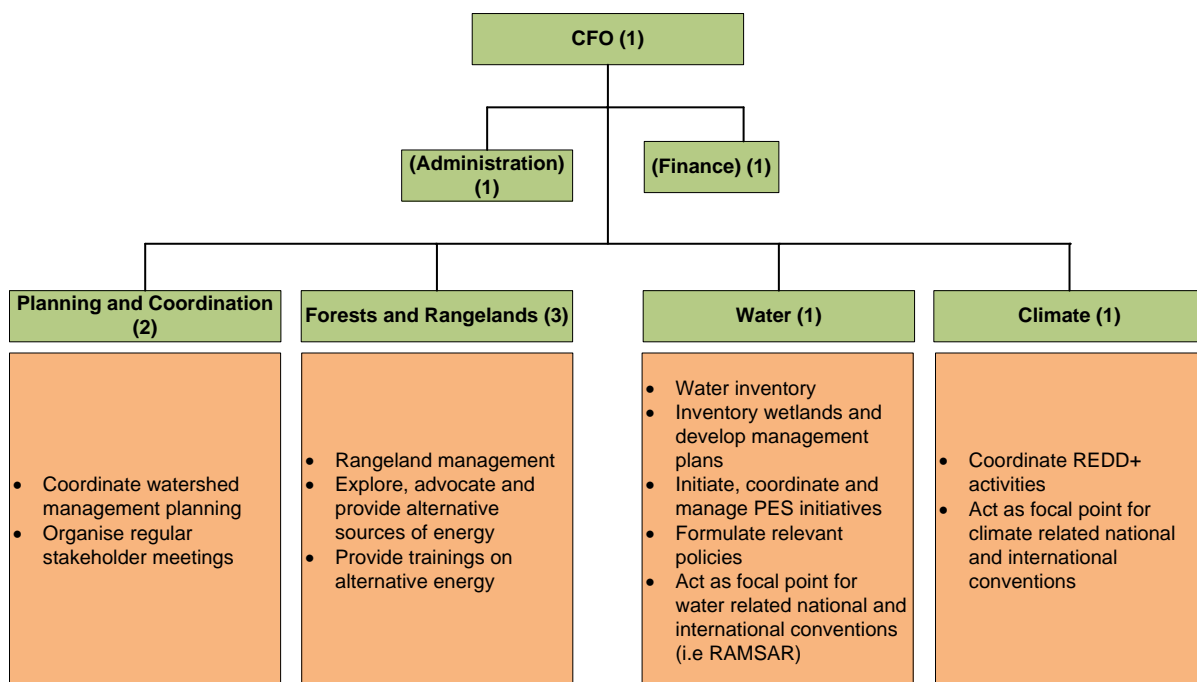 CFO (1)
(Administration)
(1)
(Finance) (1)
Planning and Coordination
(2)
Forests and Rangelands (3)
Water (1)
Climate (1)
• Coordinate watershed
management planning
• Organise regular
stakeholder meetings
• Rangeland management
• Explore, advocate and
provide alternative
sources of energy
• Provide trainings on
alternative energy
• Water inventory
• Inventory wetlands and
develop management
plans
• Initiate, coordinate and
manage PES initiatives
• Formulate relevant
policies
• Act as focal point for
water related national and
international conventions
(i.e RAMSAR)
• Coordinate REDD+
activities
• Act as focal point for
climate related national
and international
conventions